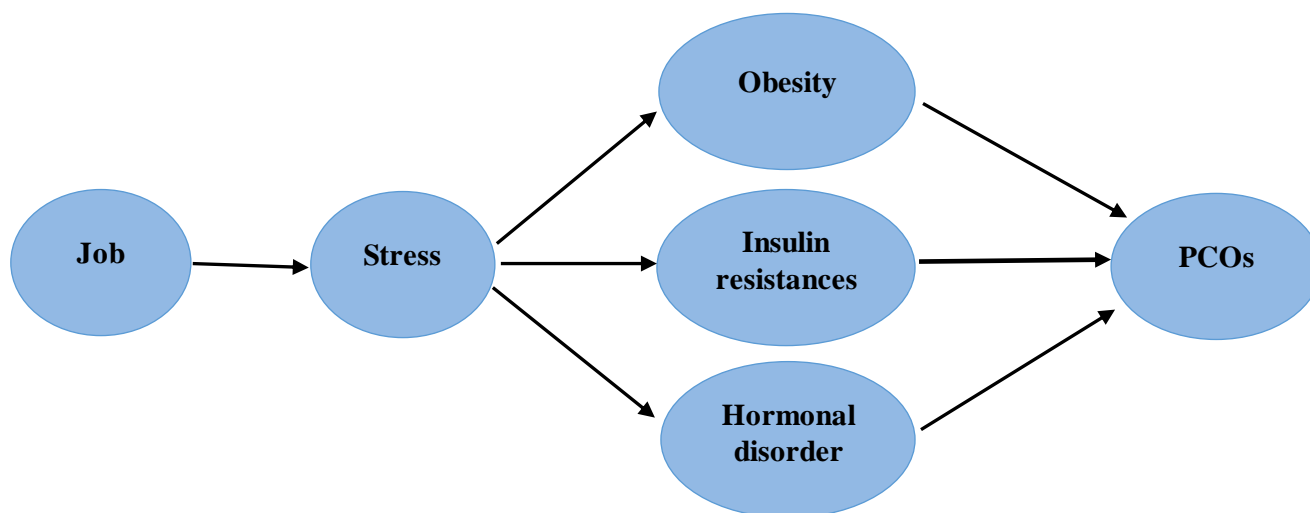 Job
Stress
Obesity
Insulin
resistances
Hormonal
disorder
PCOs